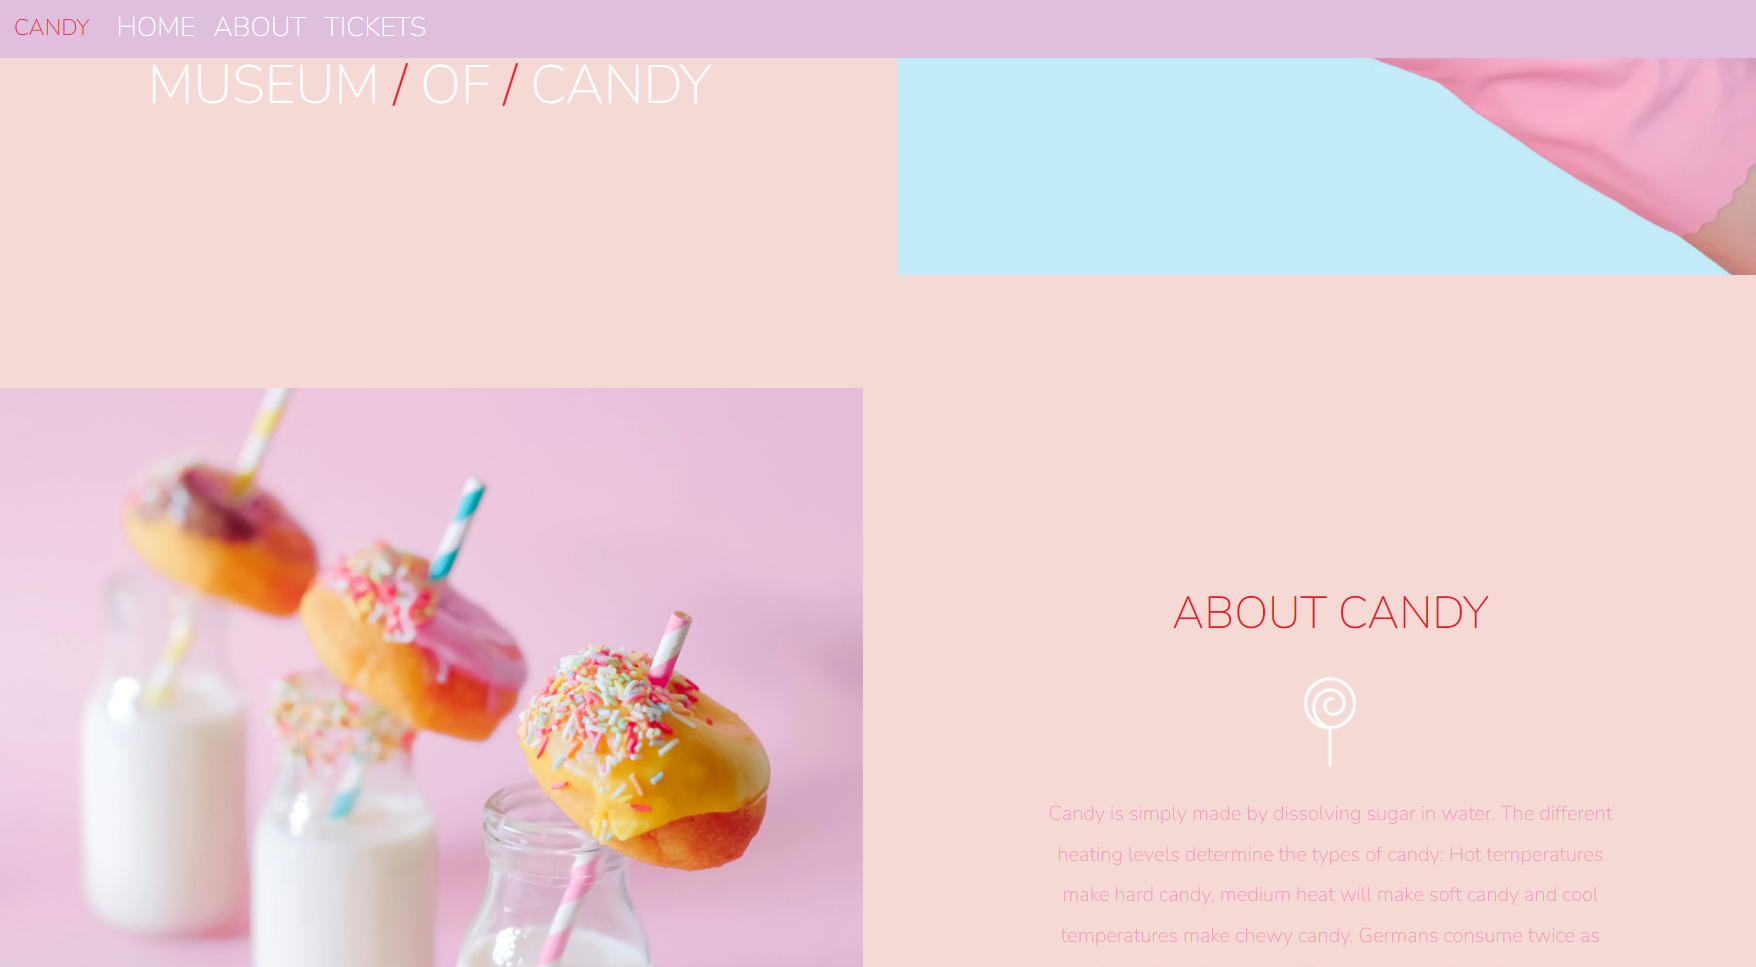 CANDY HOME ABOUT TICKETS
MUSEUM / OF / CANDY
ABOUT CANDY
Candy is simply made by dissolving sugar in water. The different
heating levels determine the types of candy: Hot temperatures
make hard candy, medium heat will make soft candy and cool
temperatures make chewy candy. Germans consume twice as